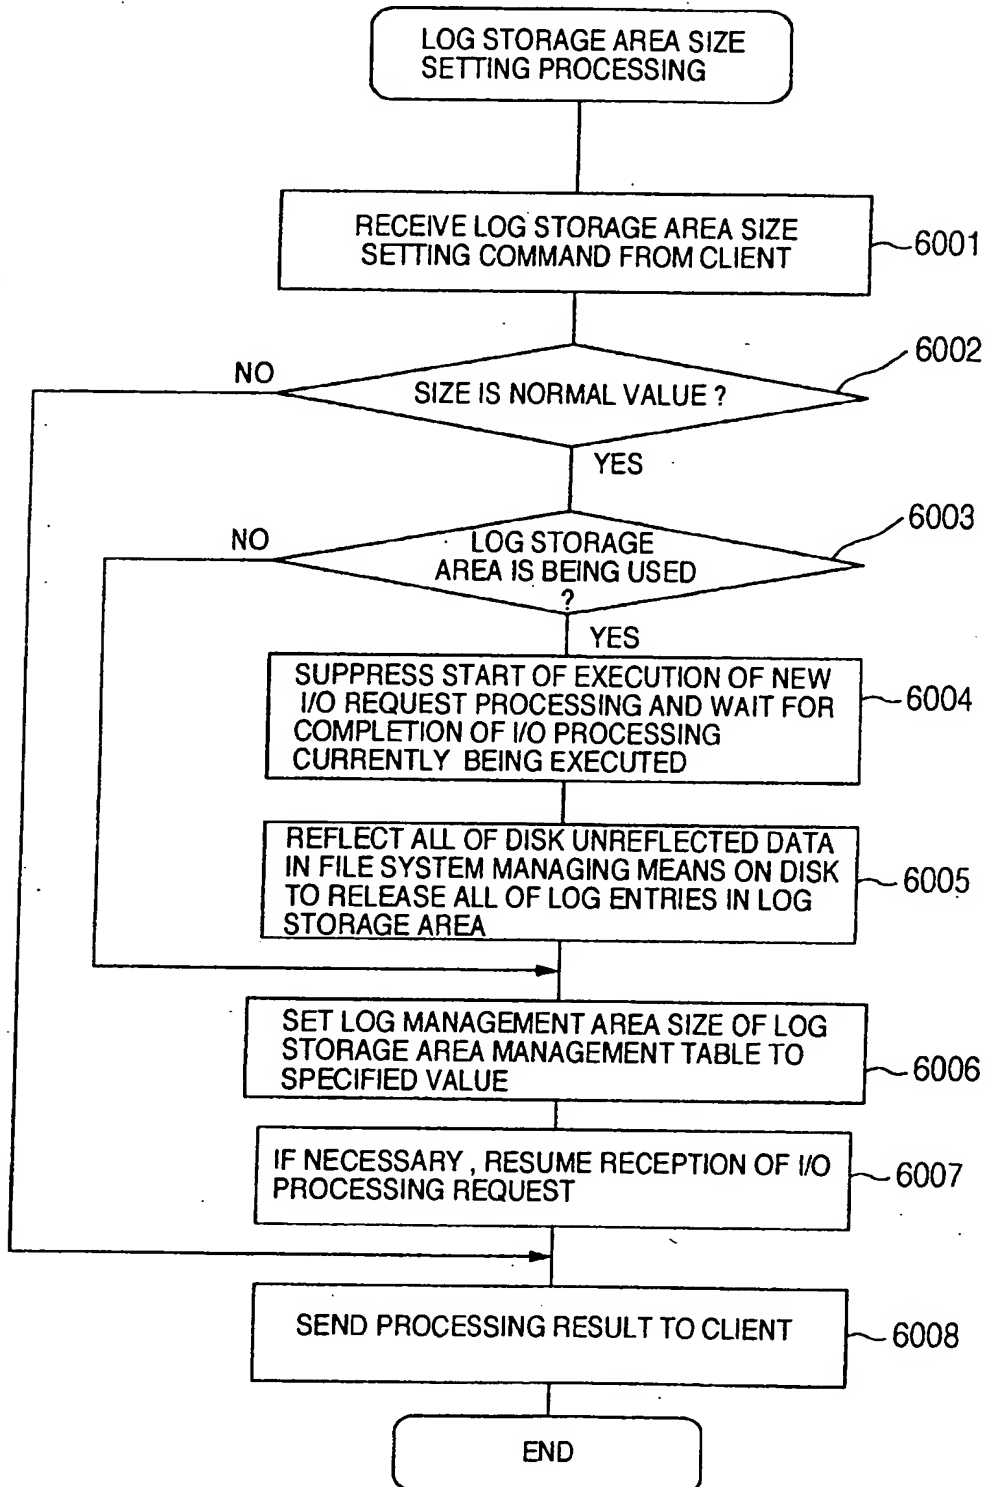 LOG STORAGE AREA SIZE
SETTING PROCESSING
RECEIVE LOG STORAGE AREA SIZE
SETTING COMMAND FROM CLIENT
6001
6002
NO
SIZE IS NORMAL VALUE ?
YES
6003
NO
LOG STORAGE
AREA IS BEING USED
?
YES
SUPPRESS START OF EXECUTION OF NEW
I/O REQUEST PROCESSING AND WAIT FOR
COMPLETION OF I/O PROCESSING
CURRENTLY BEING EXECUTED
6004
REFLECT ALL OF DISK UNREFLECTED DATA
IN FILE SYSTEM MANAGING MEANS ON DISK
TO RELEASE ALL OF LOG ENTRIES IN LOG
STORAGE AREA
6005
SET LOG MANAGEMENT AREA SIZE OF LOG
STORAGE AREA MANAGEMENT TABLE TO
SPECIFIED VALUE
6006
IF NECESSARY , RESUME RECEPTION OF I/O
PROCESSING REQUEST
6007
SEND PROCESSING RESULT TO CLIENT
6008
END